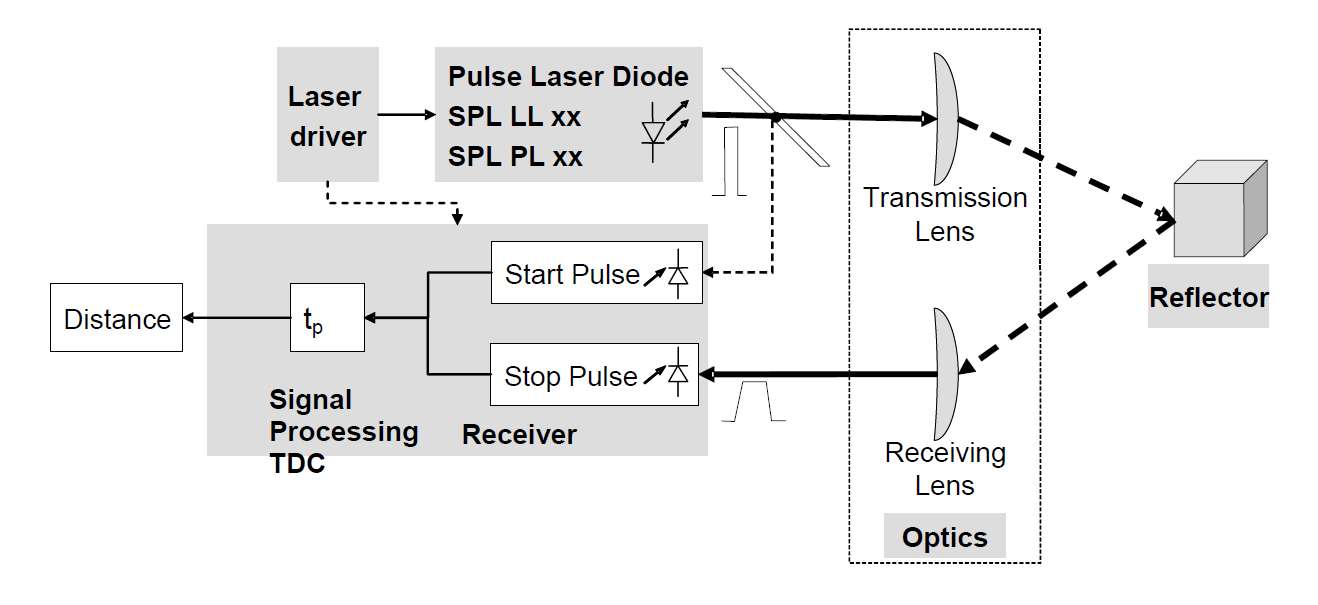 Laser
driver
Pulse Laser Diode
SPL LL xx
SPL PL xx
Transmission
Lens
Reflector
Start Pulse
Distance
tp
Stop Pulse
Signal
Processing
TDC
Receiver
Receiving
Lens
Optics